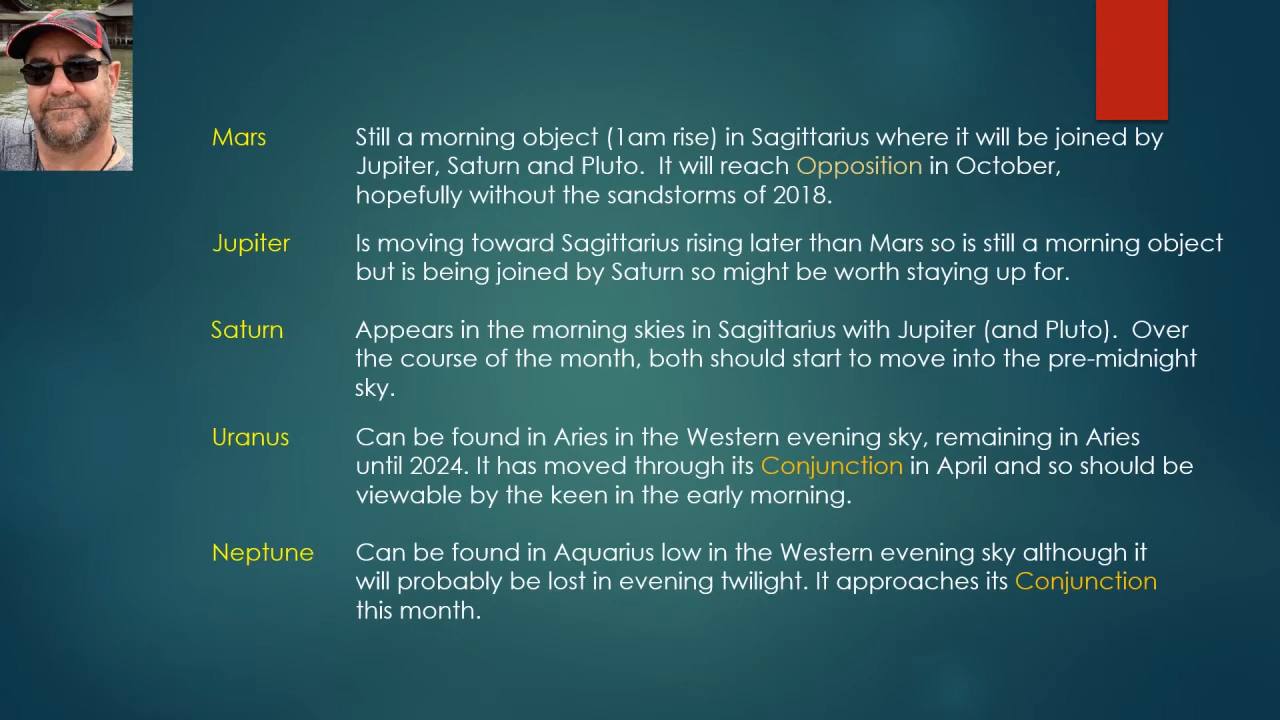 Mars
Still a morning object (1am rise) in Sagittarius where it will be joined by
Jupiter, Saturn and Pluto.  It will reach Opposition in October,
hopefully without the sandstorms of 2018.
Jupiter
Is moving toward Sagittarius rising later than Mars so is still a morning object
but is being joined by Saturn so might be worth staying up for.
Saturn
Appears in the morning skies in Sagittarius with Jupiter (and Pluto).  Over
the course of the month, both should start to move into the pre-midnight
sky.
Uranus
Can be found in Aries in the Western evening sky, remaining in Aries
until 2024. It has moved through its Conjunction in April and so should be
viewable by the keen in the early morning.
Neptune
Can be found in Aquarius low in the Western evening sky although it
will probably be lost in evening twilight. It approaches its Conjunction
this month.